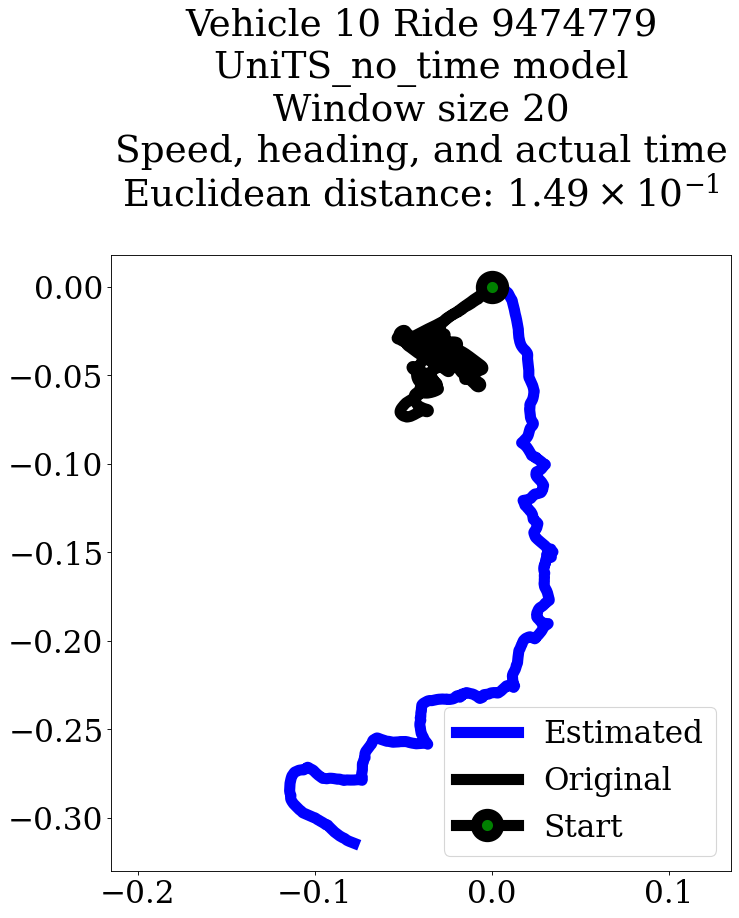 Vehicle 10 Ride 9474779
UniTS_no_time model
Window size 20
Speed, heading, and actual time
Euclidean distance: 1.49 × 10⁻¹
0.00
−0.05
−0.10
−0.15
−0.20
−0.25
−0.30
−0.2
−0.1
0.0
0.1
Estimated
Original
Start